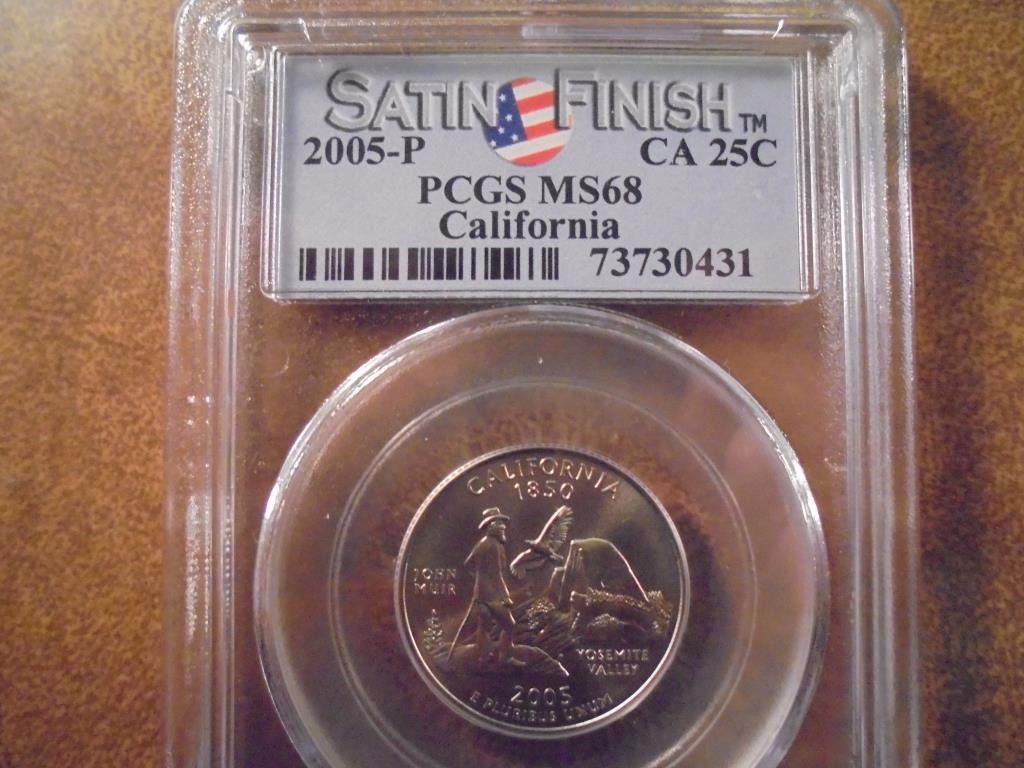 SATIN FINISH™
2005-P CA 25C
PCGS MS68
California
73730431
CALIFORNIA
1850
JOHN
MUIR
YOSEMITE
VALLEY
2005
E PLURIBUS UNUM